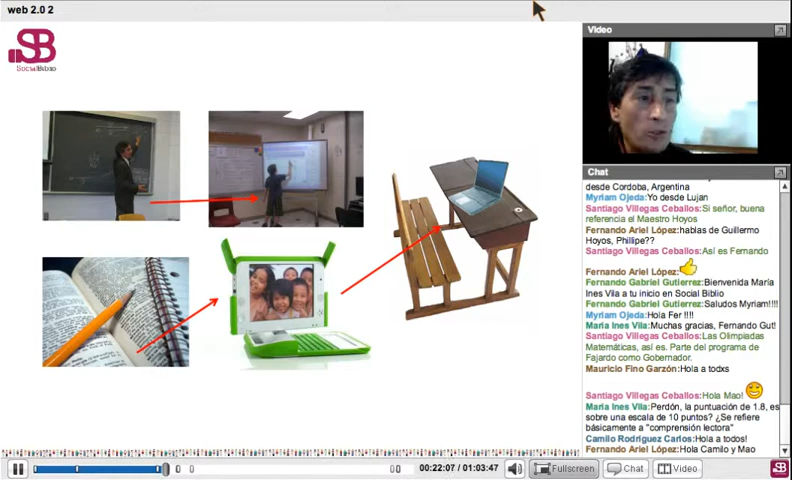 web 2.0 2
SB
SocialBiblio
Video
Chat
desde Cordoba, Argentina
Myriam Ojeda:Yo desde Lujan
Santiago Villegas Ceballos:Si señor, buena
referencia el Maestro Hoyos
Fernando Ariel López:hablas de Guillermo
Hoyos, Phillipe??
Santiago Villegas Ceballos:Así es Fernando
Fernando Ariel López:
Fernando Gabriel Gutierrez:Bienvenida María
Ines Vila a tu inicio en Social Biblio
Fernando Gabriel Gutierrez:Saludos Myriam!!!!
Myriam Ojeda:Hola Fer !!!!
Maria Ines Vila:Muchas gracias, Fernando Gut!
Santiago Villegas Ceballos:Las Olimpiadas
Matemáticas, así es. Parte del programa de
Fajardo como Gobernador.
Mauricio Fino Garzón:Hola a todxs
Santiago Villegas Ceballos:Hola Mao!
Maria Ines Vila:Perdón, la puntuación de 1.8, es
sobre una escala de 10 puntos? ¿Se refiere
básicamente a "comprensión lectora"
Camilo Rodríguez Carlos:Hola a todos!
Fernando Ariel López:Hola Camilo y Mao
00:22:07 / 01:03:47
Fullscreen
Chat
Video
SB